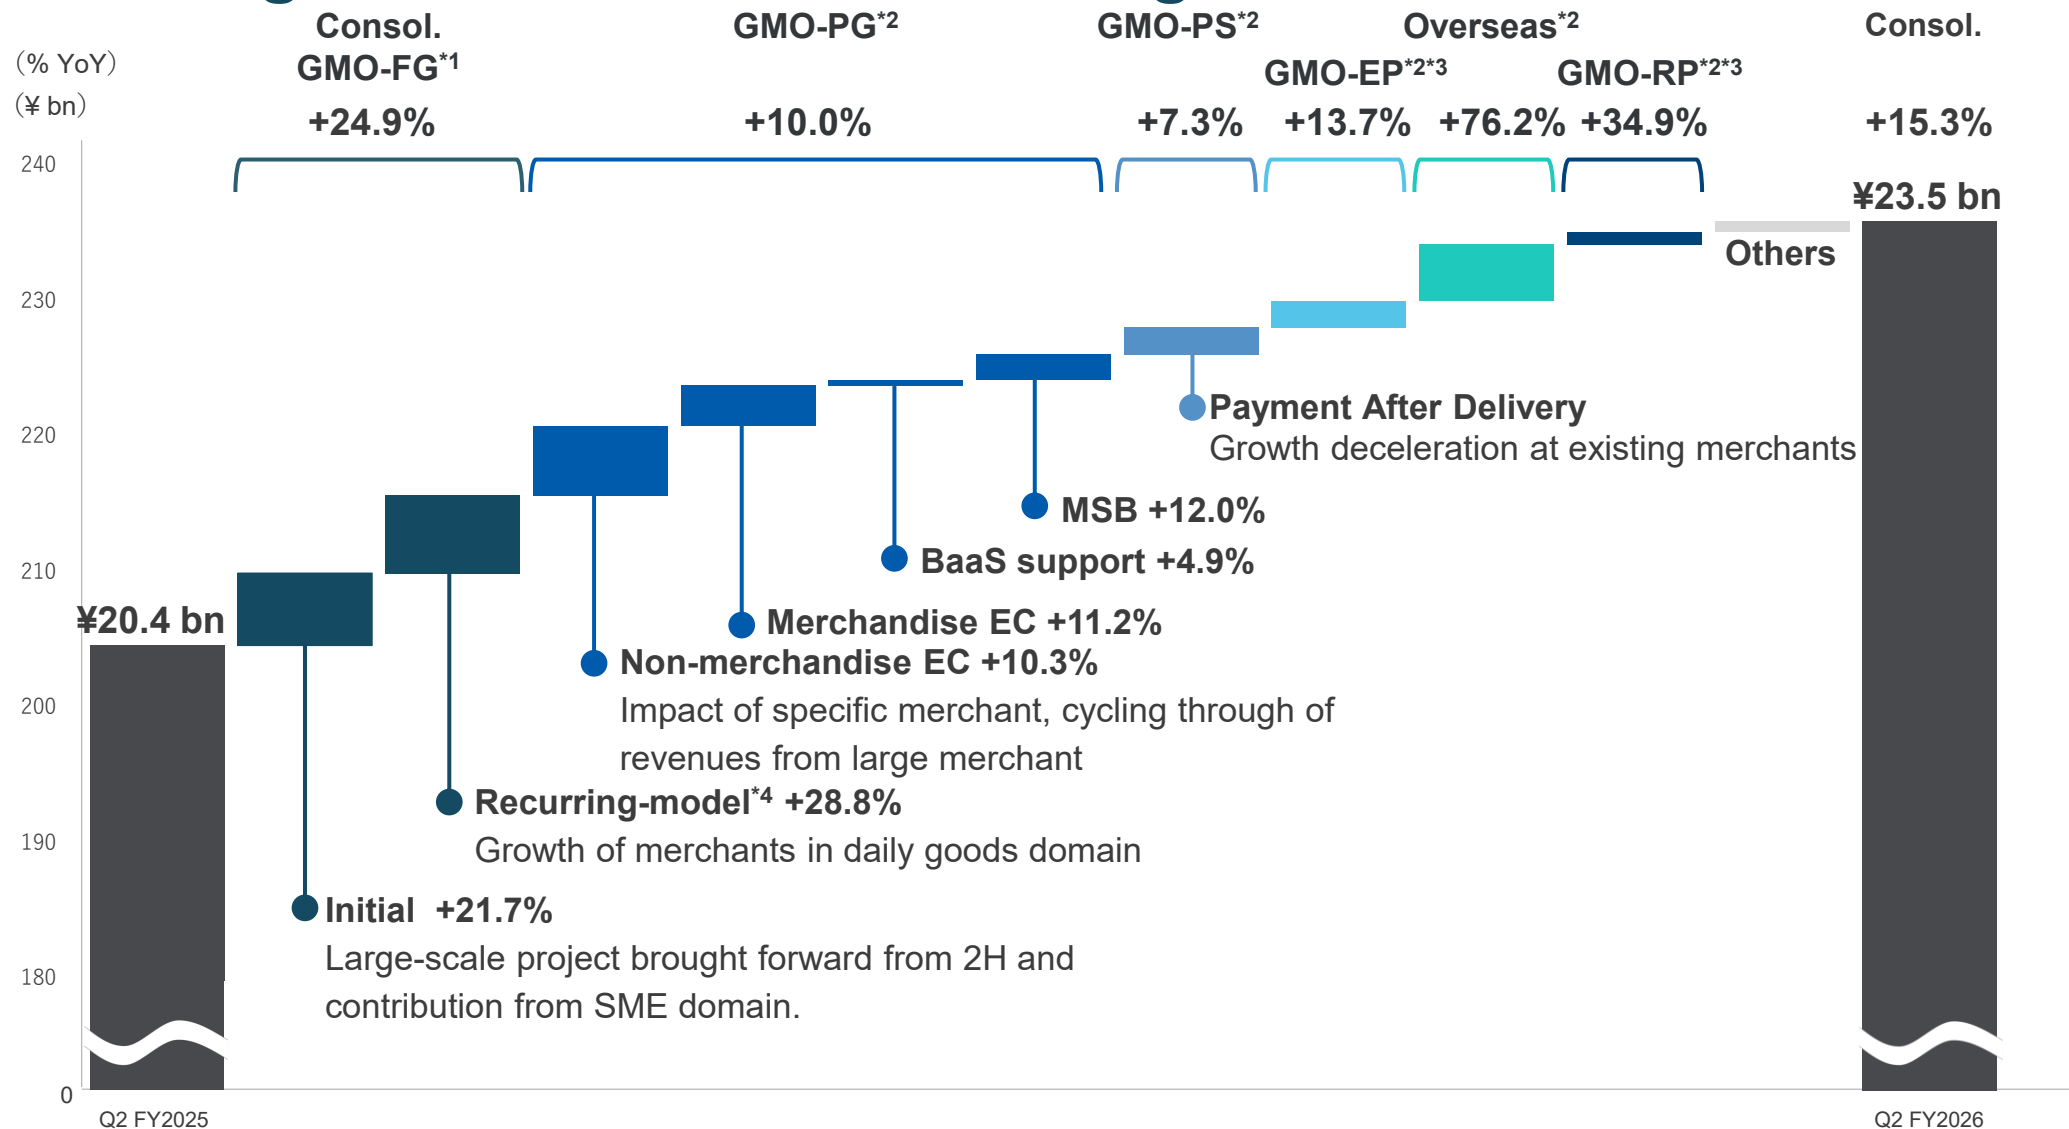 Consol.
GMO-FG*1
GMO-PG*2
GMO-PS*2
Overseas*2
Consol.
GMO-EP*2*3
GMO-RP*2*3
(% YoY)
(¥ bn)
+24.9%
+10.0%
+7.3%
+13.7%
+76.2%
+34.9%
+15.3%
240
230
220
210
200
190
180
0
¥23.5 bn
Others
Payment After Delivery
Growth deceleration at existing merchants
MSB +12.0%
BaaS support +4.9%
¥20.4 bn
Merchandise EC +11.2%
Non-merchandise EC +10.3%
Impact of specific merchant, cycling through of
revenues from large merchant
Recurring-model*4 +28.8%
Growth of merchants in daily goods domain
Initial +21.7%
Large-scale project brought forward from 2H and
contribution from SME domain.
Q2 FY2025
Q2 FY2026